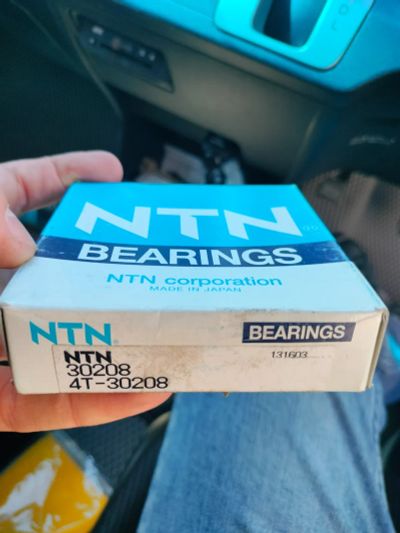 NTN
BEARINGS
NTN corporation
MADE IN JAPAN
NTN BEARINGS
NTN 131603
30208
4T-30208